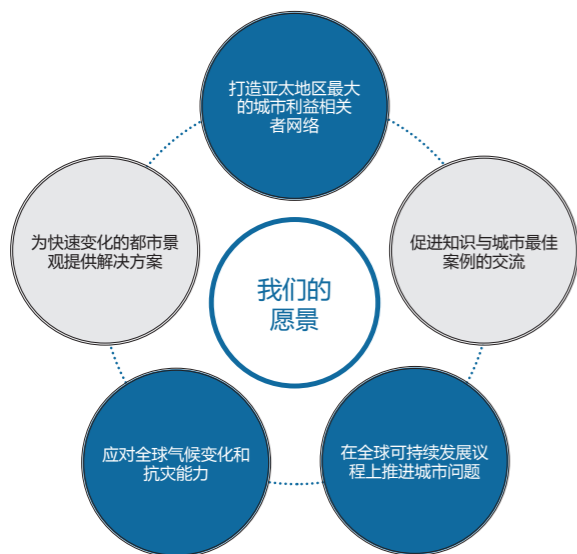 打造亚太地区最大
的城市利益相关
者网络
为快速变化的都市景
观提供解决方案
促进知识与城市最佳
案例的交流
我们的
愿景
应对全球气候变化和
抗灾能力
在全球可持续发展议
程上推进城市问题